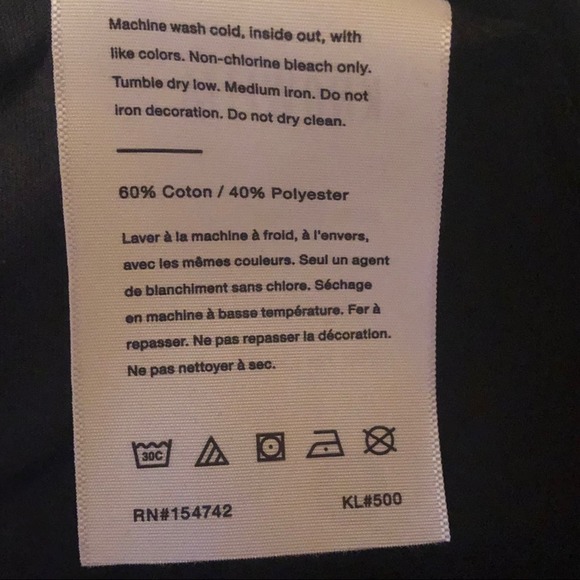 Machine wash cold, inside out, with
like colors. Non-chlorine bleach only.
Tumble dry low. Medium iron. Do not
iron decoration. Do not dry clean.
60% Coton / 40% Polyester
Laver à la machine à froid, à l'envers,
avec les mêmes couleurs. Seul un agent
de blanchiment sans chlore. Séchage
en machine à basse température. Fer à
repasser. Ne pas repasser la décoration.
Ne pas nettoyer à sec.
30C
RN#154742 KL#500